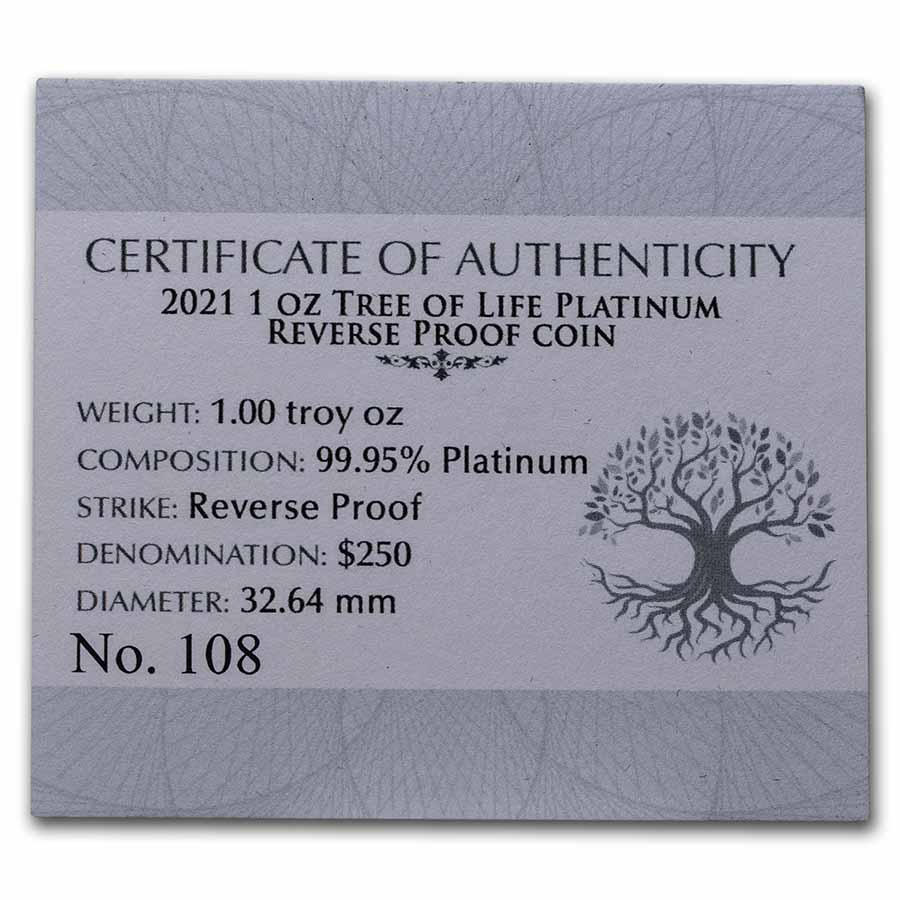 CERTIFICATE OF AUTHENTICITY
2021 1 OZ TREE OF LIFE PLATINUM
REVERSE PROOF COIN
WEIGHT: 1.00 troy oz
COMPOSITION: 99.95% Platinum
STRIKE: Reverse Proof
DENOMINATION: $250
DIAMETER: 32.64 mm
No. 108